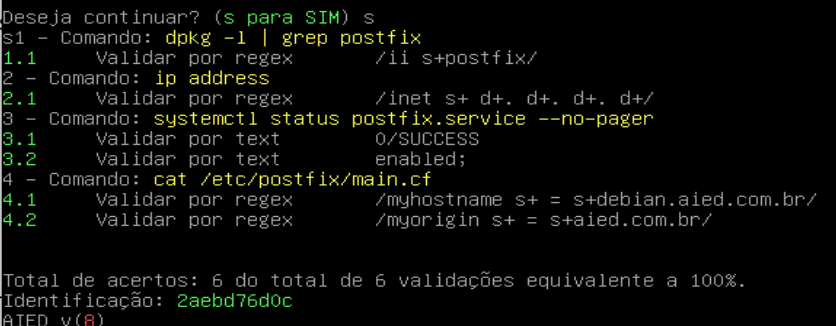 Deseja continuar? (s para SIM) s
s1 - Comando: dpkg -l | grep postfix
1.1 Validar por regex /ii s+postfix/
2 - Comando: ip address
2.1 Validar por regex /inet s+ d+. d+. d+. d+/
3 - Comando: systemctl status postfix.service --no-pager
3.1 Validar por text 0/SUCCESS
3.2 Validar por text enabled;
4 - Comando: cat /etc/postfix/main.cf
4.1 Validar por regex /myhostname s+ = s+debian.aied.com.br/
4.2 Validar por regex /myorigin s+ = s+aied.com.br/
Total de acertos: 6 do total de 6 validações equivalente a 100%.
Identificação: 2aebd76d0c
AIED v(8)